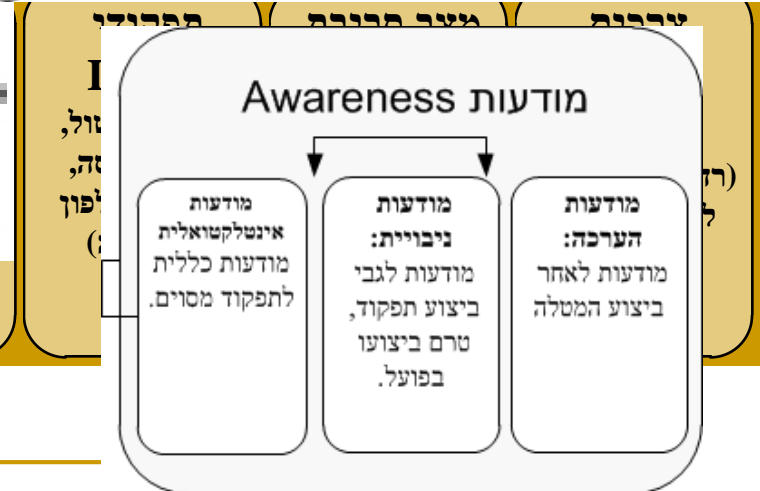 מודעות Awareness
מודעות
הערכה:
מודעות לאחר
ביצוע המטלה
מודעות
ניבויית:
מודעות לגבי
ביצוע תפקוד,
טרם ביצועו
בפועל.
מודעות
אינטלקטואלית
מודעות כללית
לתפקוד מסוים.